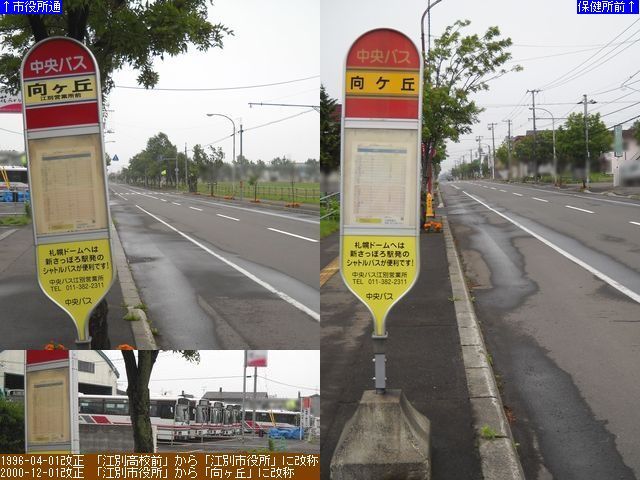 ↑市役所通
保健所前↑
中央バス
向ヶ丘
江別営業所前
札幌ドームへは
新さっぽろ駅発の
シャトルバスが便利です!
中央バス江別営業所
TEL 011-382-2311
中央バス
中央バス
向ヶ丘
札幌ドームへは
新さっぽろ駅発の
シャトルバスが便利です!
中央バス江別営業所
TEL 011-382-2311
中央バス
1996-04-01改正 「江別高校前」から「江別市役所」に改称
2000-12-01改正 「江別市役所」から「向ヶ丘」に改称